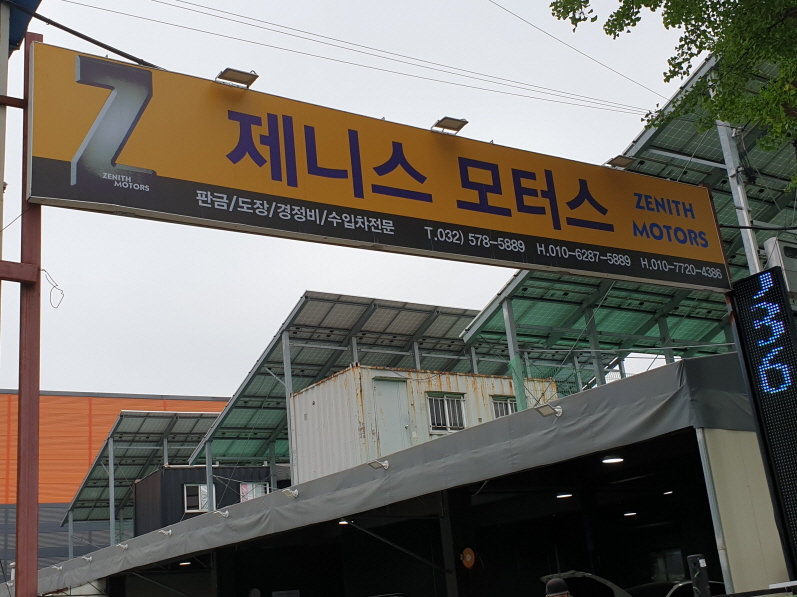 Z
ZENITH
MOTORS
제니스 모터스
ZENITH
MOTORS
판금/도장/경정비/수입차전문
T.032) 578-5889 H.010-6287-5889 H.010-7720-4386
336